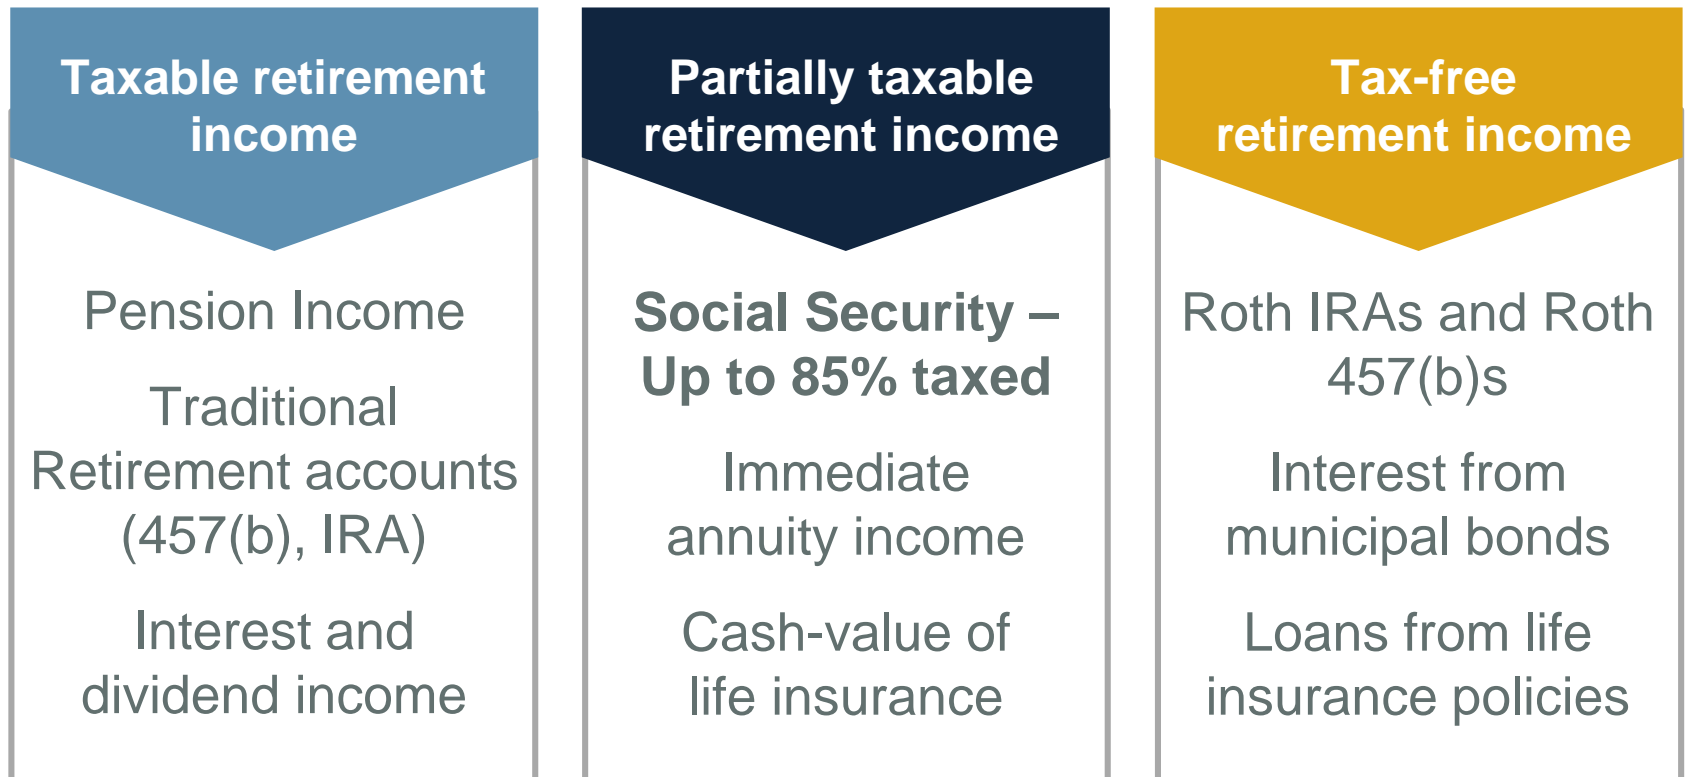 Taxable retirement
income
Pension Income
Traditional
Retirement accounts
(457(b), IRA)
Interest and
dividend income
Partially taxable
retirement income
Social Security –
Up to 85% taxed
Immediate
annuity income
Cash-value of
life insurance
Tax-free
retirement income
Roth IRAs and Roth
457(b)s
Interest from
municipal bonds
Loans from life
insurance policies